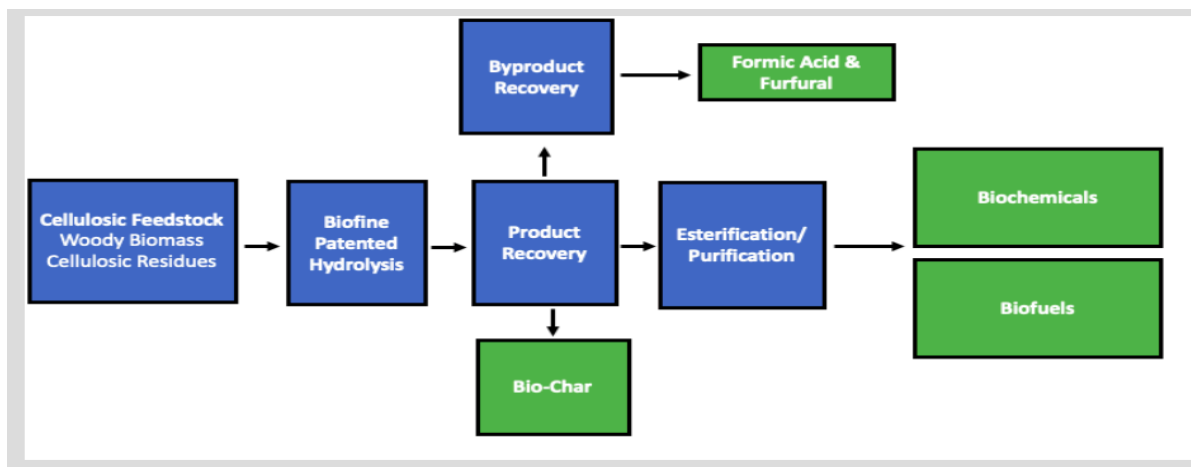 Byproduct
Recovery
Formic Acid &
Furfural
Cellulosic Feedstock
Woody Biomass
Cellulosic Residues
Biofine
Patented
Hydrolysis
Product
Recovery
Esterification/
Purification
Biochemicals
Biofuels
Bio-Char